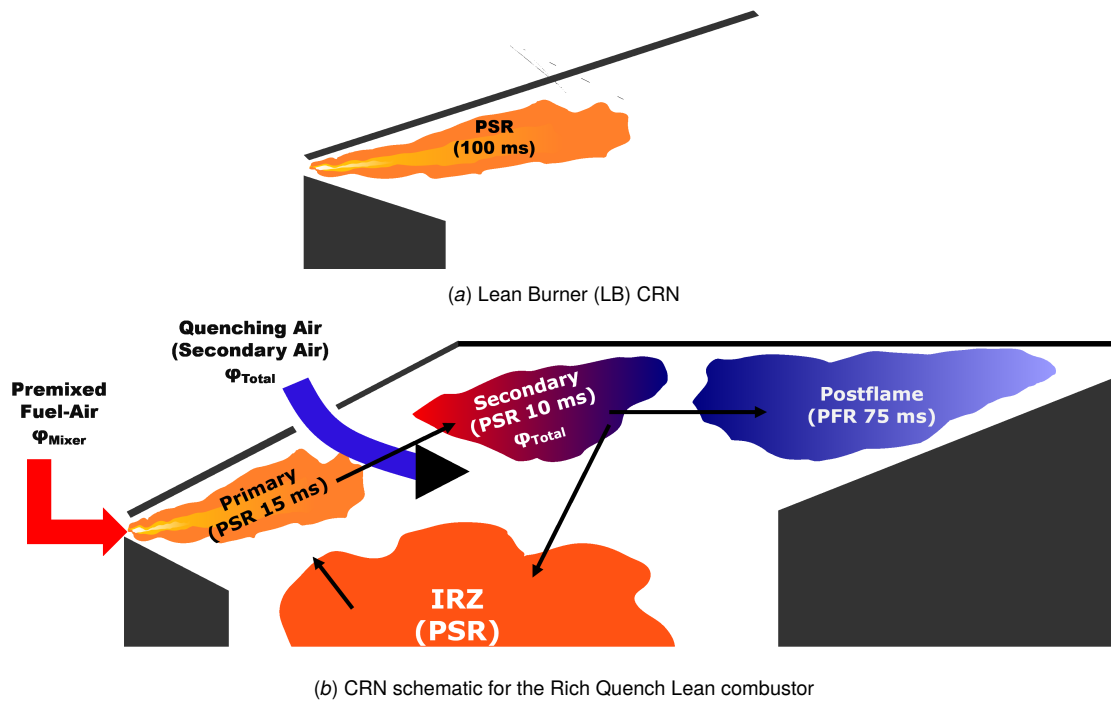 PSR
(100 ms)
(a) Lean Burner (LB) CRN
Quenching Air
(Secondary Air)
φTotal
Premixed
Fuel-Air
φMixer
Primary
(PSR 15 ms)
Secondary
(PSR 10 ms)
φTotal
Postflame
(PFR 75 ms)
IRZ
(PSR)
(b) CRN schematic for the Rich Quench Lean combustor